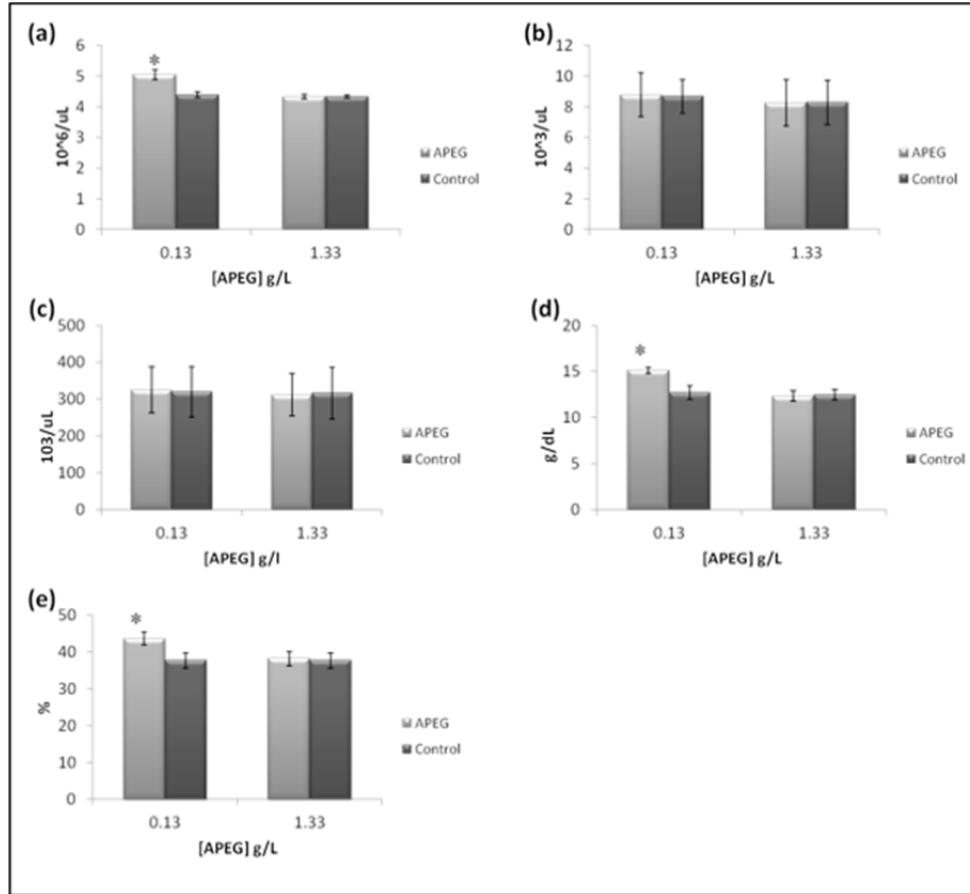 (a)
6
5
4
3
2
1
0
10^6/uL
*
0.13 1.33
[APEG] g/L
APEG
Control
(b)
12
10
8
6
4
2
0
10^3/uL
0.13 1.33
[APEG] g/L
APEG
Control
(c)
500
400
300
200
100
0
103/uL
0.13 1.33
[APEG] g/l
APEG
Control
(d)
20
15
10
5
0
g/dL
*
0.13 1.33
[APEG] g/L
APEG
Control
(e)
50
40
30
20
10
0
%
*
0.13 1.33
[APEG] g/L
APEG
Control